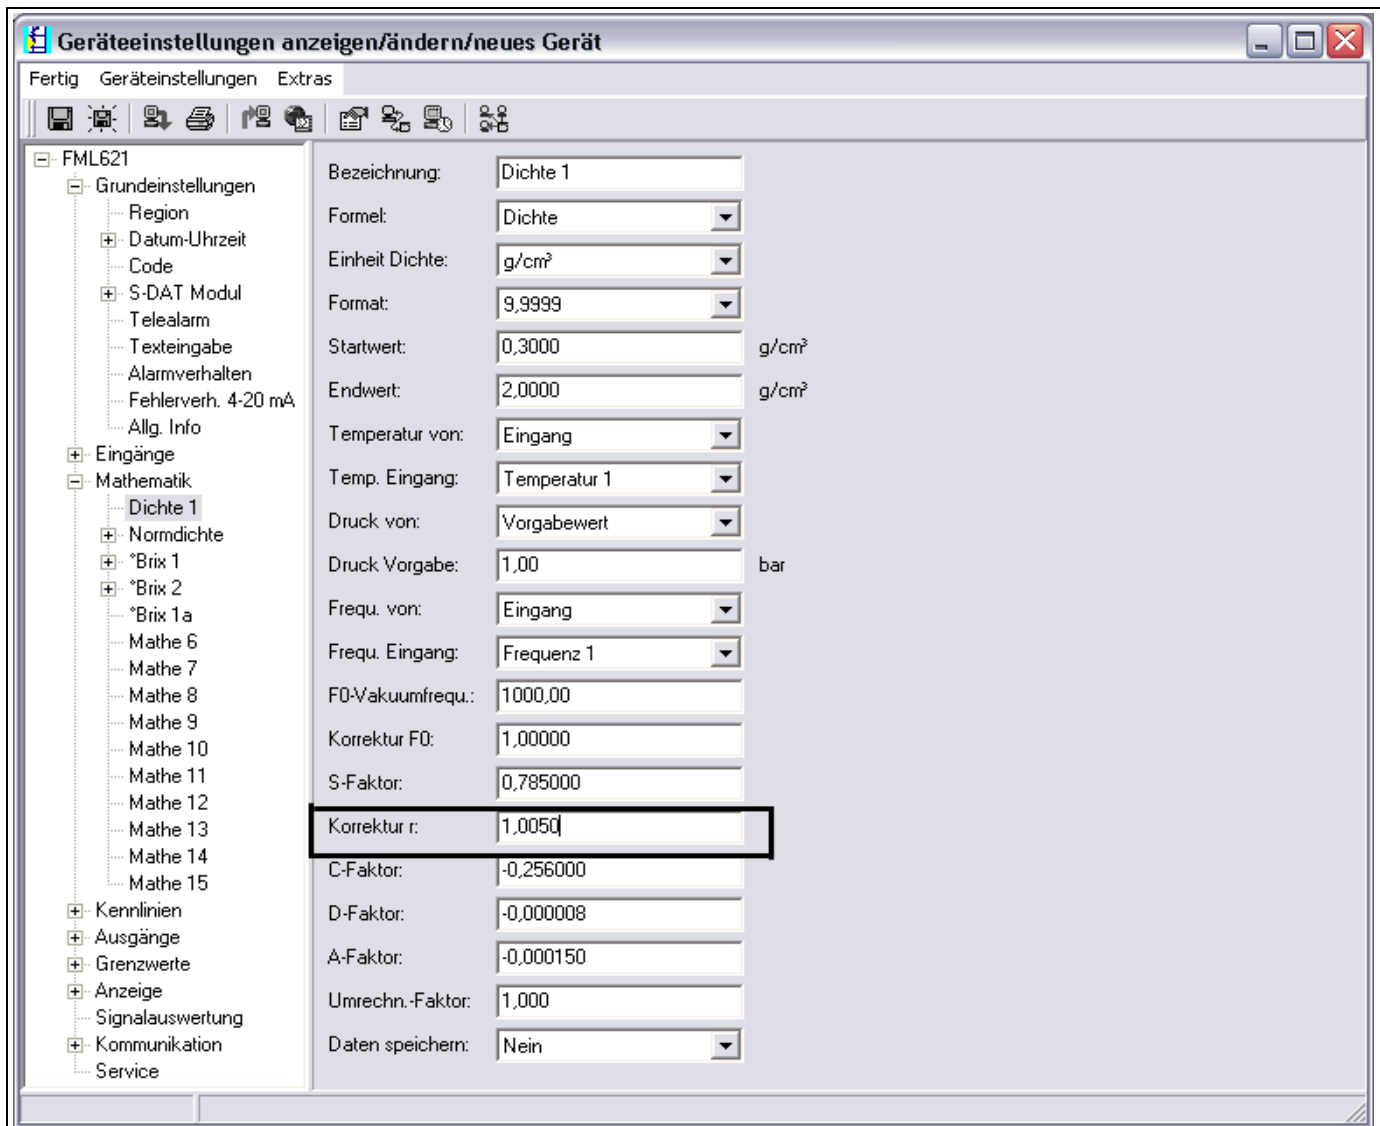 Geräteeinstellungen anzeigen/ändern/neues Gerät
Fertig Geräteinstellungen Extras
FML621
Grundeinstellungen
Region
Datum-Uhrzeit
Code
S-DAT Modul
Telealarm
Texteingabe
Alarmverhalten
Fehlerverh. 4-20 mA
Allg. Info
Eingänge
Mathematik
Dichte 1
Normdichte
°Brix 1
°Brix 2
°Brix 1a
Mathe 6
Mathe 7
Mathe 8
Mathe 9
Mathe 10
Mathe 11
Mathe 12
Mathe 13
Mathe 14
Mathe 15
Kennlinien
Ausgänge
Grenzwerte
Anzeige
Signalauswertung
Kommunikation
Service
Bezeichnung: Dichte 1
Formel: Dichte
Einheit Dichte: g/cm³
Format: 9,9999
Startwert: 0,3000 g/cm³
Endwert: 2,0000 g/cm³
Temperatur von: Eingang
Temp. Eingang: Temperatur 1
Druck von: Vorgabewert
Druck Vorgabe: 1,00 bar
Frequ. von: Eingang
Frequ. Eingang: Frequenz 1
F0-Vakuumfrequ.: 1000,00
Korrektur F0: 1,00000
S-Faktor: 0,785000
Korrektur r: 1,0050
C-Faktor: -0,256000
D-Faktor: -0,000008
A-Faktor: -0,000150
Umrechn.-Faktor: 1,000
Daten speichern: Nein